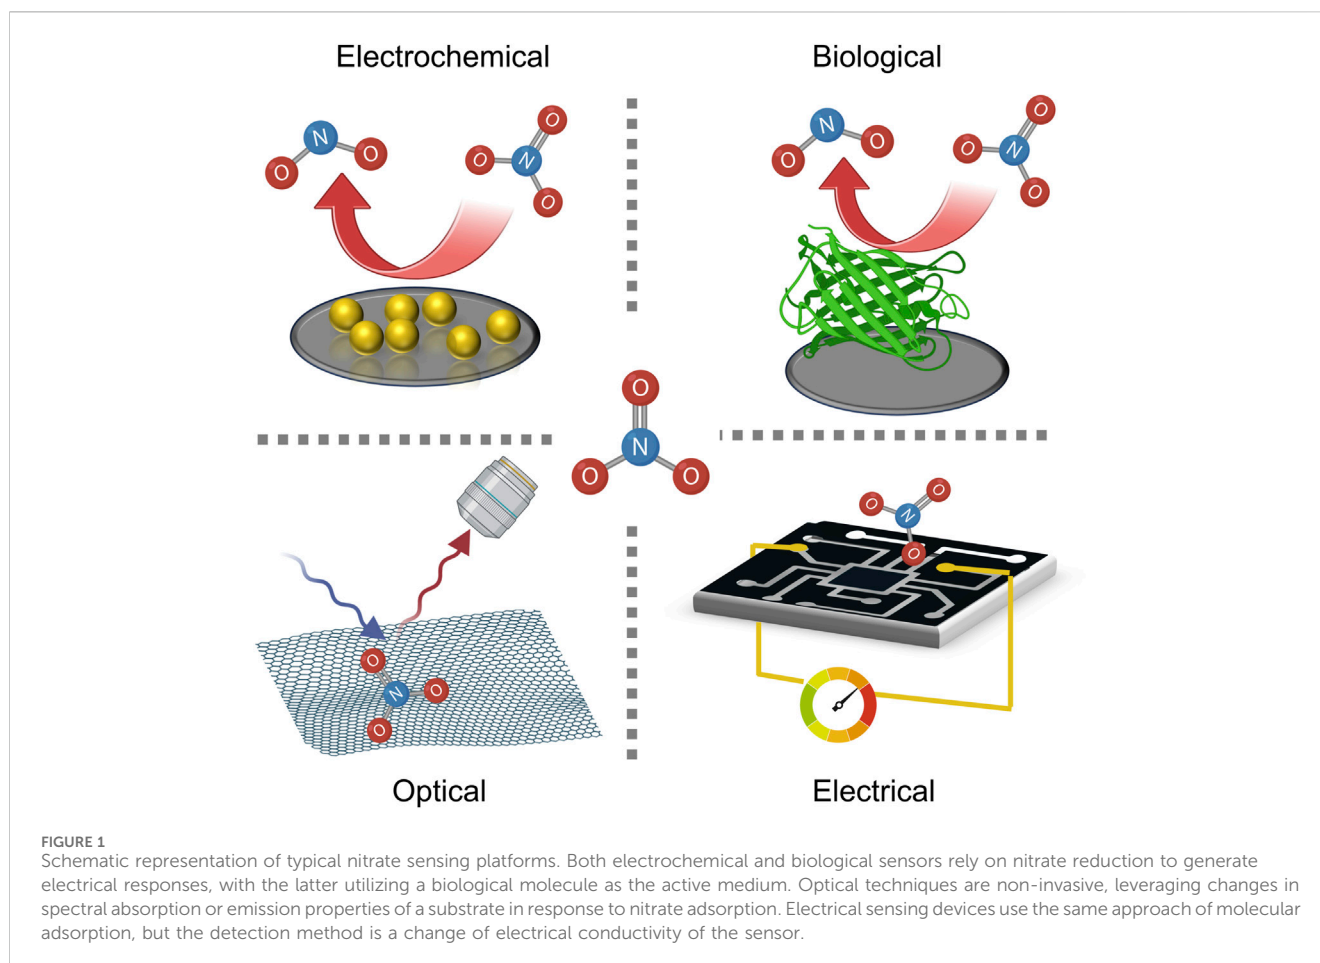 Electrochemical
Biological
N
O
O
O
N
O
O
N
O
O
O
N
O
O
O
N
O
O
O
N
O
O
O
O
N
O
Optical
Electrical
FIGURE 1
Schematic representation of typical nitrate sensing platforms. Both electrochemical and biological sensors rely on nitrate reduction to generate
electrical responses, with the latter utilizing a biological molecule as the active medium. Optical techniques are non-invasive, leveraging changes in
spectral absorption or emission properties of a substrate in response to nitrate adsorption. Electrical sensing devices use the same approach of molecular
adsorption, but the detection method is a change of electrical conductivity of the sensor.